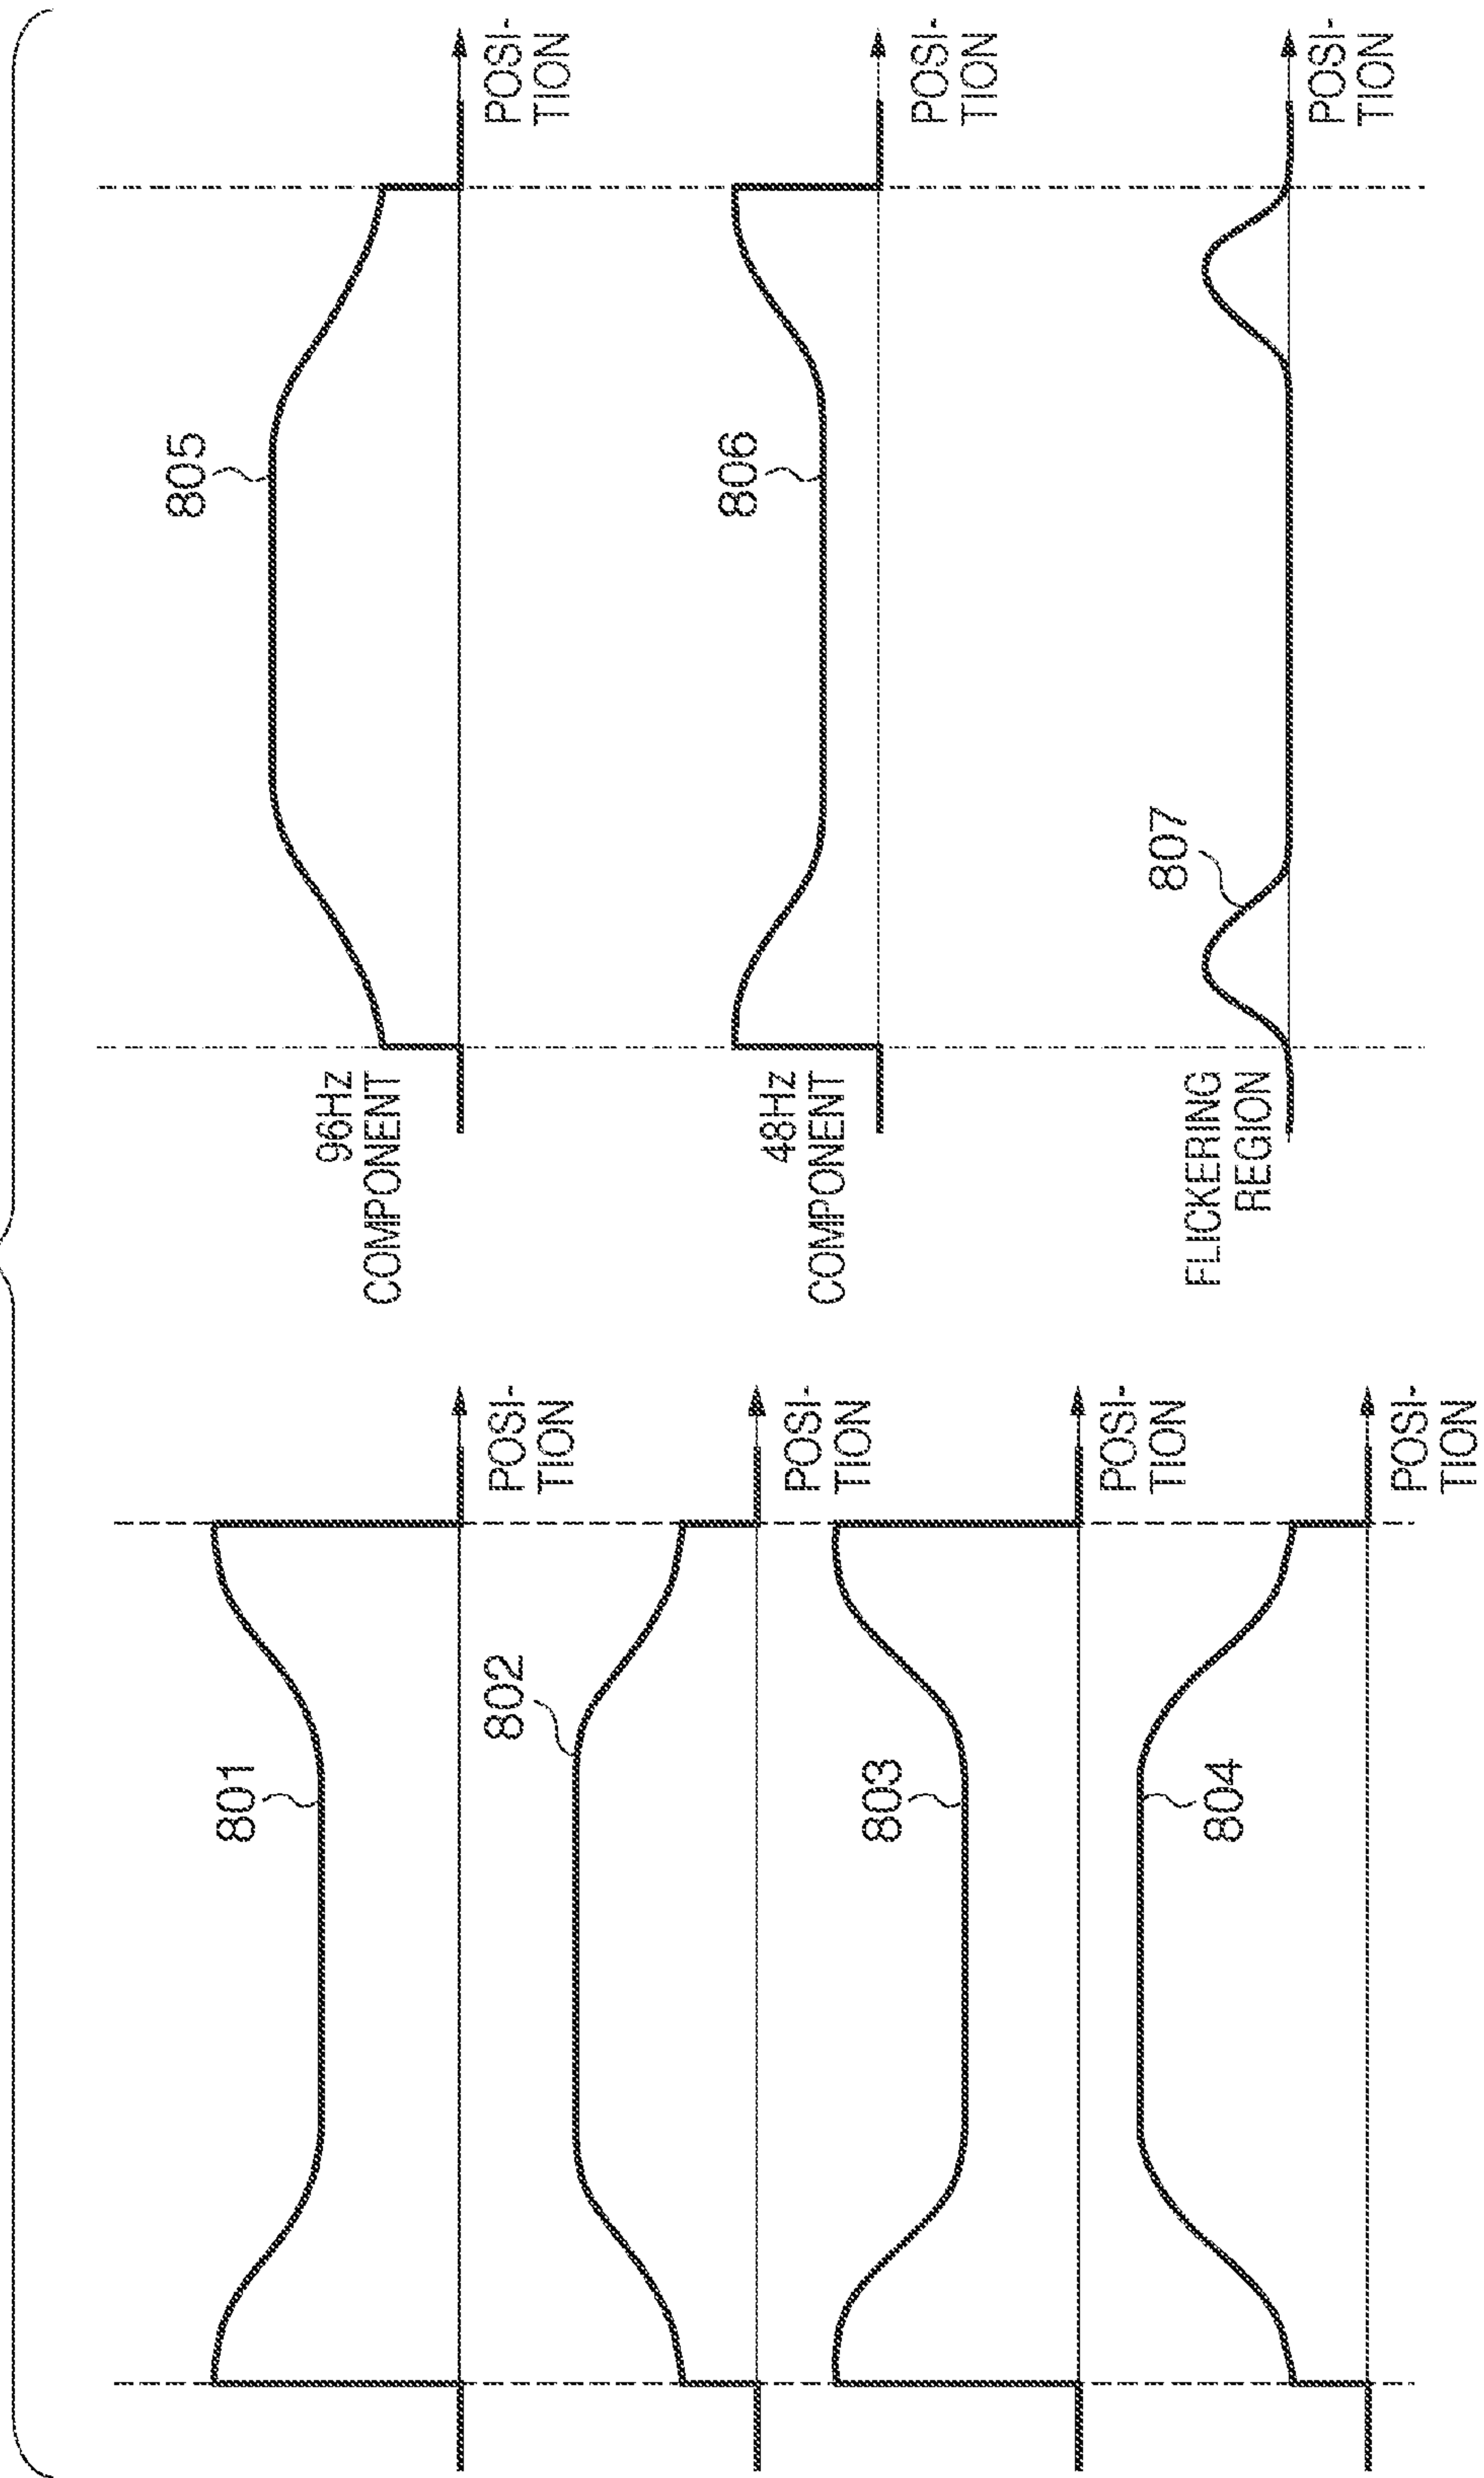 801
POSI-
TION
802
POSI-
TION
803
POSI-
TION
804
POSI-
TION
96Hz
COMPONENT
805
POSI-
TION
48Hz
COMPONENT
806
POSI-
TION
FLICKERING
REGION
807
POSI-
TION